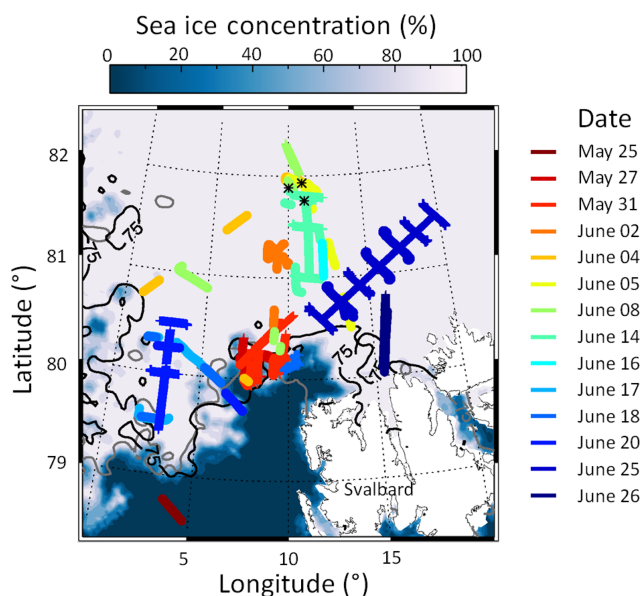 Sea ice concentration (%)
0 20 40 60 80 100
Date
May 25
May 27
May 31
June 02
June 04
June 05
June 08
June 14
June 16
June 17
June 18
June 20
June 25
June 26
Latitude (°)
82
81
80
79
75
75
75
75
Svalbard
5 10 15
Longitude (°)